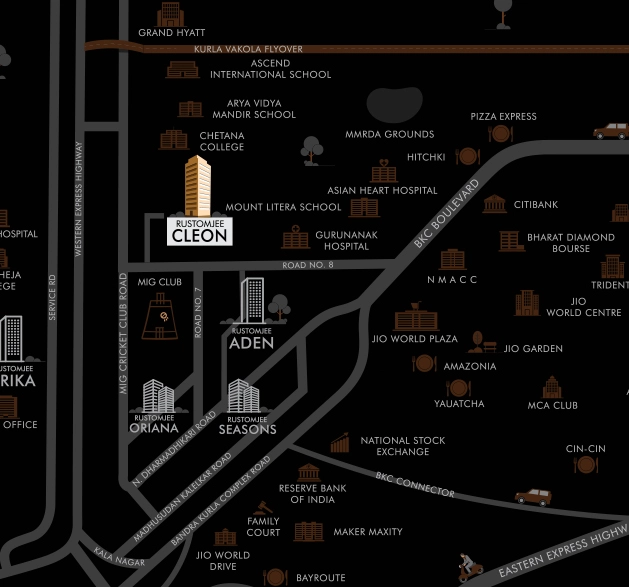 GRAND HYATT
KURLA VAKOLA FLYOVER
ASCEND
INTERNATIONAL SCHOOL
ARYA VIDYA
MANDIR SCHOOL
PIZZA EXPRESS
MMRDA GROUNDS
CHETANA
COLLEGE
HITCHKI
ASIAN HEART HOSPITAL
MOUNT LITERA SCHOOL
CITIBANK
RUSTOMJEE
CLEON
BKC BOULEVARD
WESTERN EXPRESS HIGHWAY
HOSPITAL
GURUNANAK
HOSPITAL
BHARAT DIAMOND
BOURSE
ROAD NO. 8
HEJA
EGE
SERVICE RD
MIG CRICKET CLUB ROAD
MIG CLUB
ROAD NO. 7
N M A C C
TRIDENT
JIO
WORLD CENTRE
RUSTOMJEE
ADEN
JIO WORLD PLAZA
JIO GARDEN
USTOMJEE
RIKA
AMAZONIA
YAUATCHA
MCA CLUB
RUSTOMJEE
ORIANA
RUSTOMJEE
SEASONS
OFFICE
N. DHARMADHIKARI ROAD
MADHUSUDAN KALELKAR ROAD
BANDRA KURLA COMPLEX ROAD
NATIONAL STOCK
EXCHANGE
CIN-CIN
BKC CONNECTOR
RESERVE BANK
OF INDIA
FAMILY
COURT
MAKER MAXITY
KALA NAGAR
JIO WORLD
DRIVE
BAYROUTE
EASTERN EXPRESS HIGHW